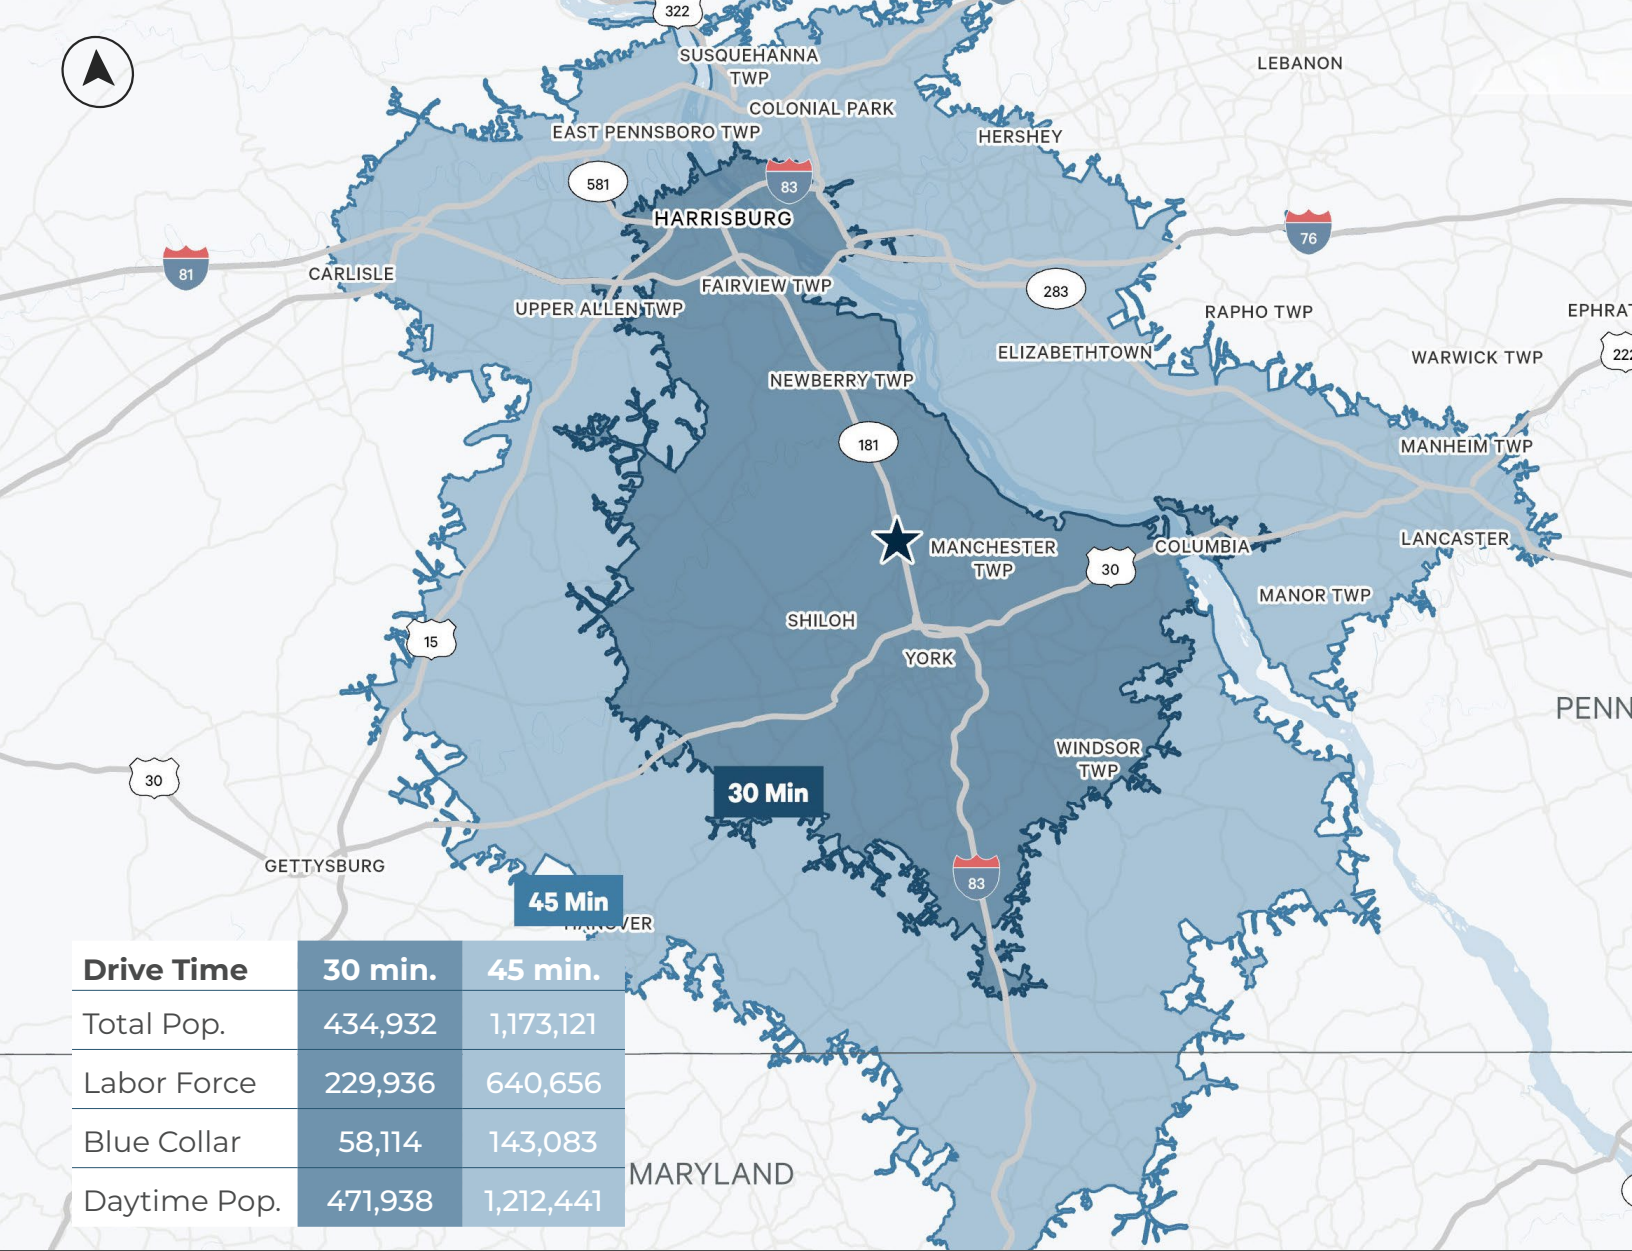 322
SUSQUEHANNA
TWP
LEBANON
COLONIAL PARK
EAST PENNSBORO TWP
HERSHEY
581
83
HARRISBURG
76
81
CARLISLE
FAIRVIEW TWP
283
UPPER ALLEN TWP
RAPHO TWP
EPHRAT
222
ELIZABETHTOWN
WARWICK TWP
NEWBERRY TWP
181
MANHEIM TWP
MANCHESTER
TWP
COLUMBIA
LANCASTER
30
MANOR TWP
SHILOH
15
YORK
PENN
WINDSOR
TWP
30
30 Min
GETTYSBURG
83
45 Min
HANOVER
Drive Time 30 min. 45 min.
Total Pop. 434,932 1,173,121
Labor Force 229,936 640,656
Blue Collar 58,114 143,083
Daytime Pop. 471,938 1,212,441
MARYLAND